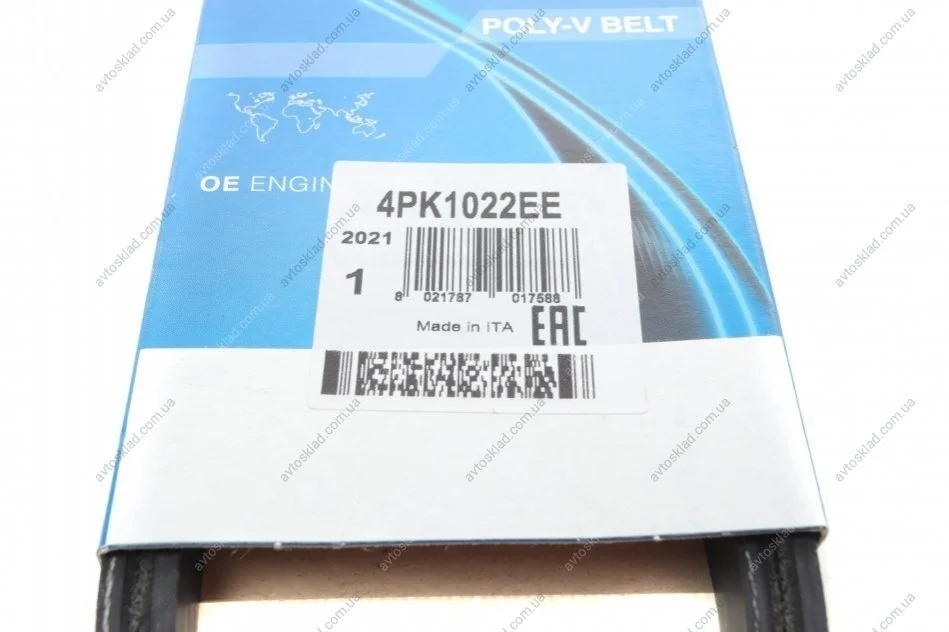 POLY-V BELT
OE ENGIN
4PK1022EE
2021
1
8 021787 017588
Made in ITA
EAC
avtosklad.com.ua